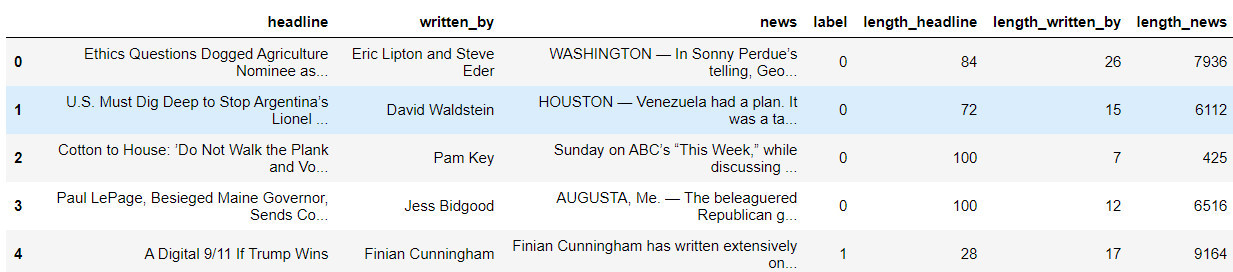 headline written_by news label length_headline length_written_by length_news
0 Ethics Questions Dogged Agriculture Nominee as... Eric Lipton and Steve Eder WASHINGTON — In Sonny Perdue’s telling, Geo... 0 84 26 7936
1 U.S. Must Dig Deep to Stop Argentina’s Lionel ... David Waldstein HOUSTON — Venezuela had a plan. It was a ta... 0 72 15 6112
2 Cotton to House: ’Do Not Walk the Plank and Vo... Pam Key Sunday on ABC’s “This Week,” while discussing ... 0 100 7 425
3 Paul LePage, Besieged Maine Governor, Sends Co... Jess Bidgood AUGUSTA, Me. — The beleaguered Republican g... 0 100 12 6516
4 A Digital 9/11 If Trump Wins Finian Cunningham Finian Cunningham has written extensively on... 1 28 17 9164